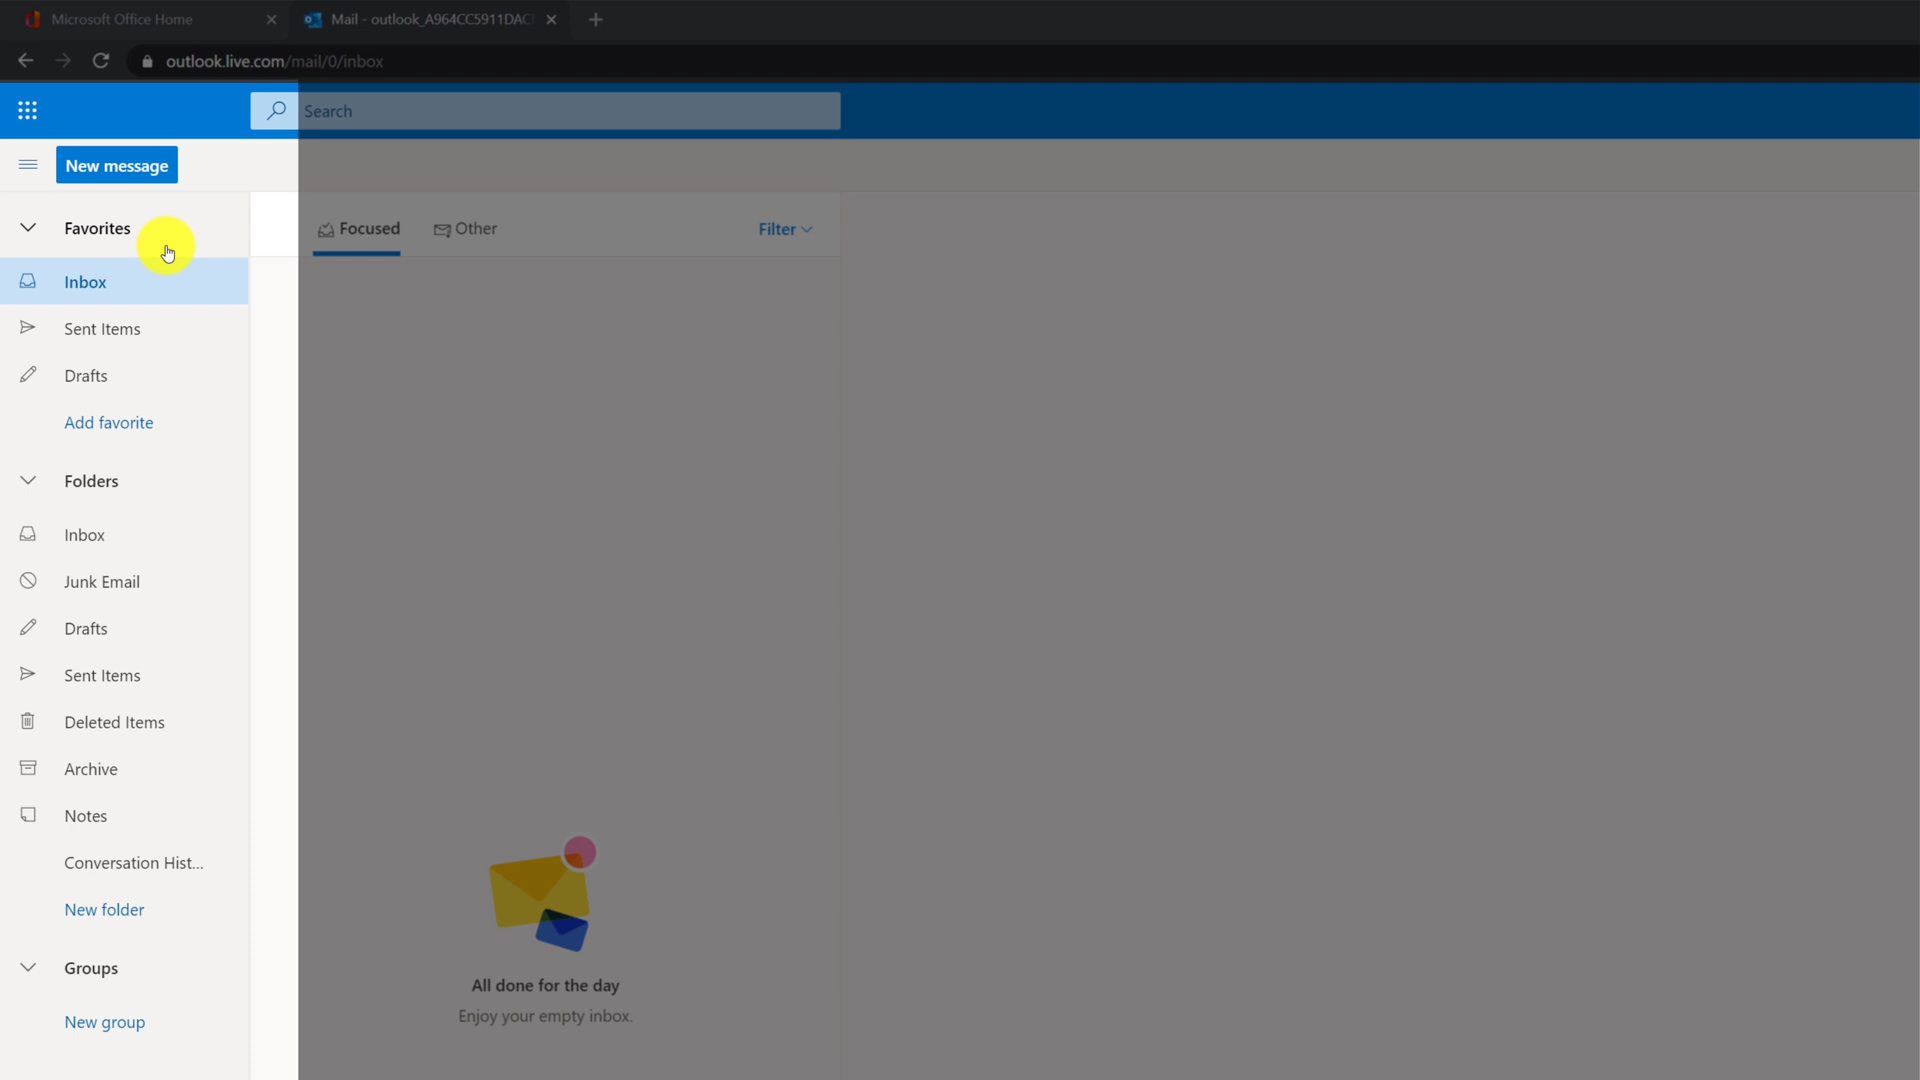 Microsoft Office Home
Mail - outlook_A964CC5911DAC
outlook.live.com/mail/0/inbox
Search
New message
Favorites
Focused
Other
Filter
Inbox
Sent Items
Drafts
Add favorite
Folders
Inbox
Junk Email
Drafts
Sent Items
Deleted Items
Archive
Notes
Conversation Hist...
New folder
All done for the day
Enjoy your empty inbox.
Groups
New group